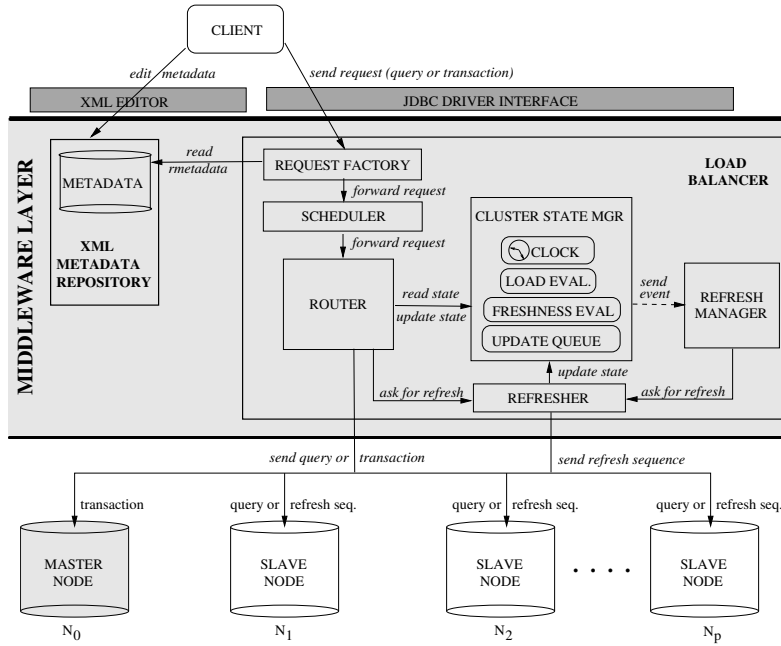 CLIENT
edit metadata
send request (query or transaction)
XML EDITOR
JDBC DRIVER INTERFACE
MIDDLEWARE LAYER
METADATA
XML
METADATA
REPOSITORY
read
rmetadata
REQUEST FACTORY
LOAD
BALANCER
forward request
SCHEDULER
forward request
ROUTER
read state
update state
CLUSTER STATE MGR
CLOCK
LOAD EVAL.
FRESHNESS EVAL
UPDATE QUEUE
send
event
REFRESH
MANAGER
update state
ask for refresh
REFRESHER
ask for refresh
send query or transaction
send refresh sequence
transaction
query or refresh seq.
query or refresh seq.
query or refresh seq.
MASTER
NODE
SLAVE
NODE
SLAVE
NODE
. . . .
SLAVE
NODE
N0
N1
N2
Np